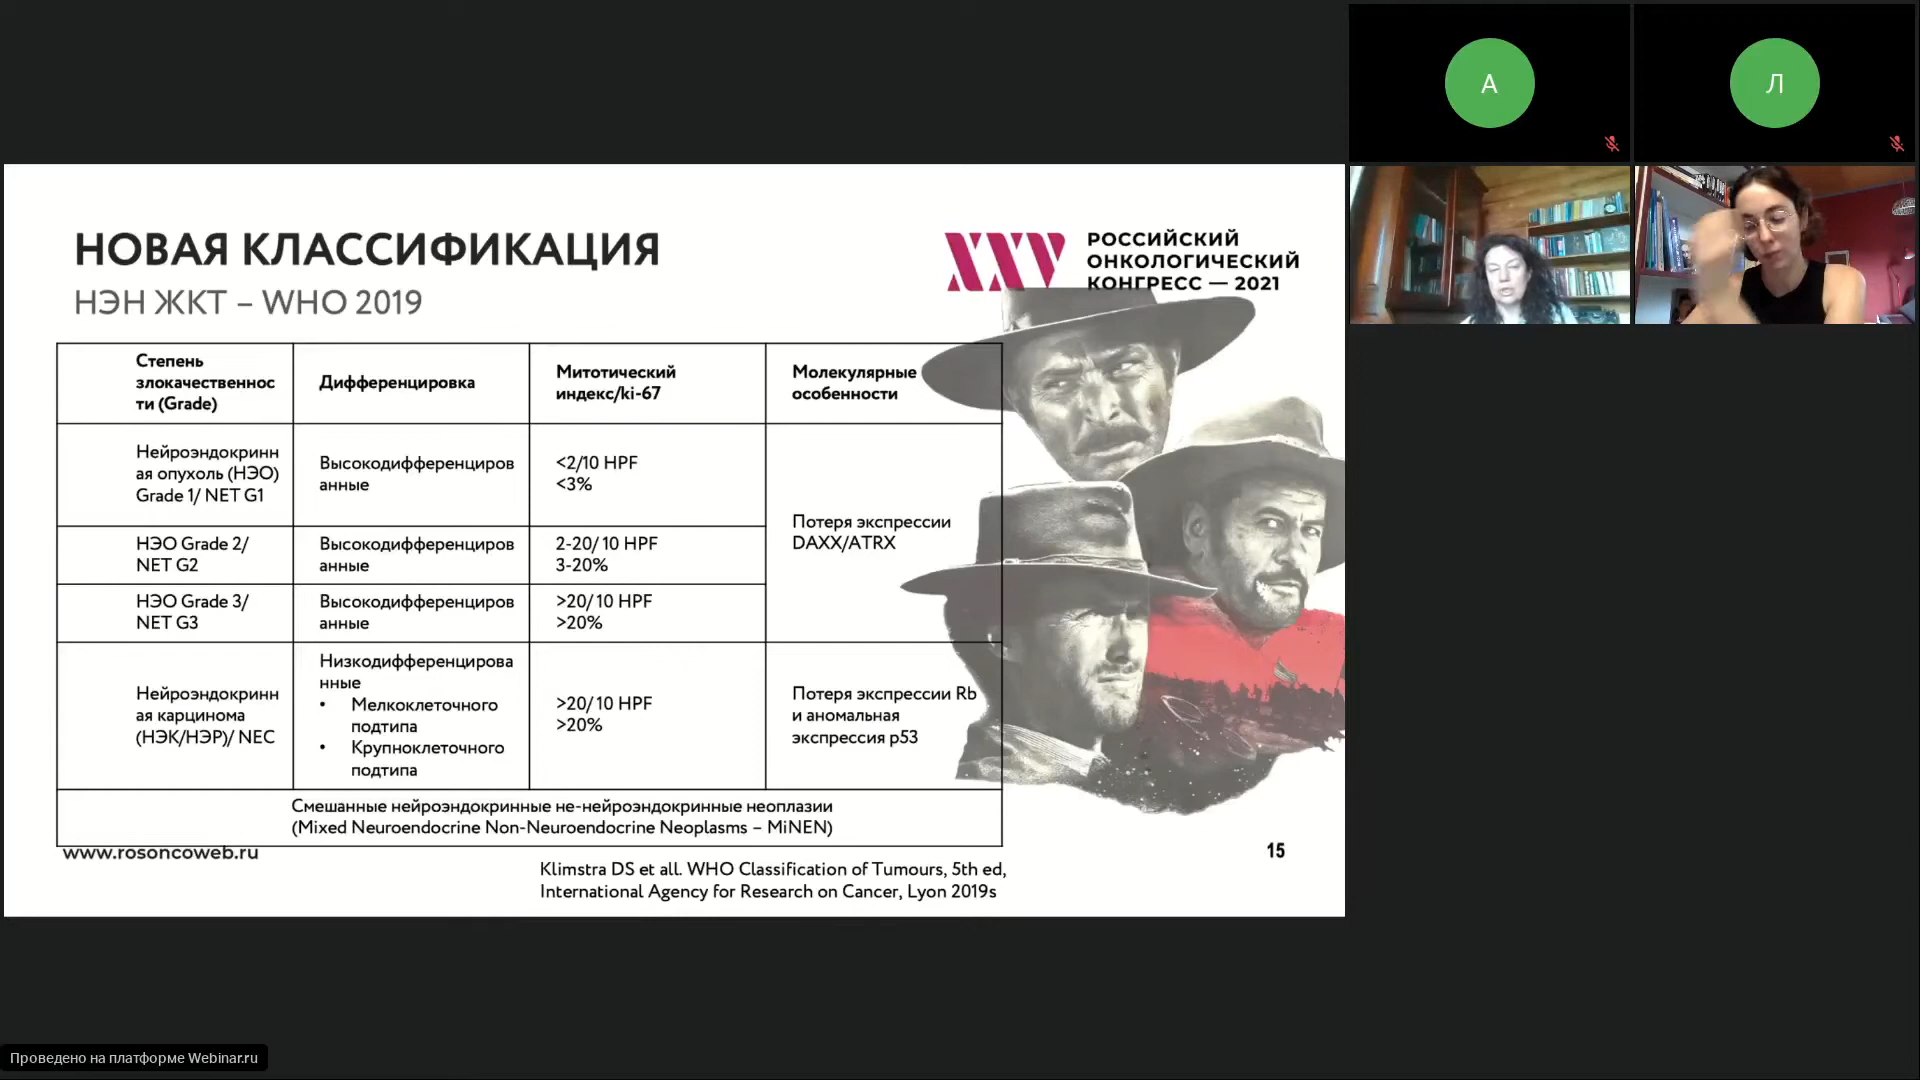 А
Л
НОВАЯ КЛАССИФИКАЦИЯ
НЭН ЖКТ – WHO 2019
XXV
РОССИЙСКИЙ
ОНКОЛОГИЧЕСКИЙ
КОНГРЕСС — 2021
Степень
злокачественнос
ти (Grade)
Дифференцировка
Митотический
индекс/ki-67
Молекулярные
особенности
Нейроэндокринн
ая опухоль (НЭО)
Grade 1/ NET G1
Высокодифференциров
анные
<2/10 HPF
<3%
Потеря экспрессии
DAXX/ATRX
НЭО Grade 2/
NET G2
Высокодифференциров
анные
2-20/ 10 HPF
3-20%
НЭО Grade 3/
NET G3
Высокодифференциров
анные
>20/ 10 HPF
>20%
Нейроэндокринн
ая карцинома
(НЭК/НЭР)/ NEC
Низкодифференцирова
нные
• Мелкоклеточного
подтипа
• Крупноклеточного
подтипа
>20/ 10 HPF
>20%
Потеря экспрессии Rb
и аномальная
экспрессия p53
Смешанные нейроэндокринные не-нейроэндокринные неоплазии
(Mixed Neuroendocrine Non-Neuroendocrine Neoplasms – MiNEN)
www.rosoncoweb.ru
15
Klimstra DS et all. WHO Classification of Tumours, 5th ed,
International Agency for Research on Cancer, Lyon 2019s
Проведено на платформе Webinar.ru